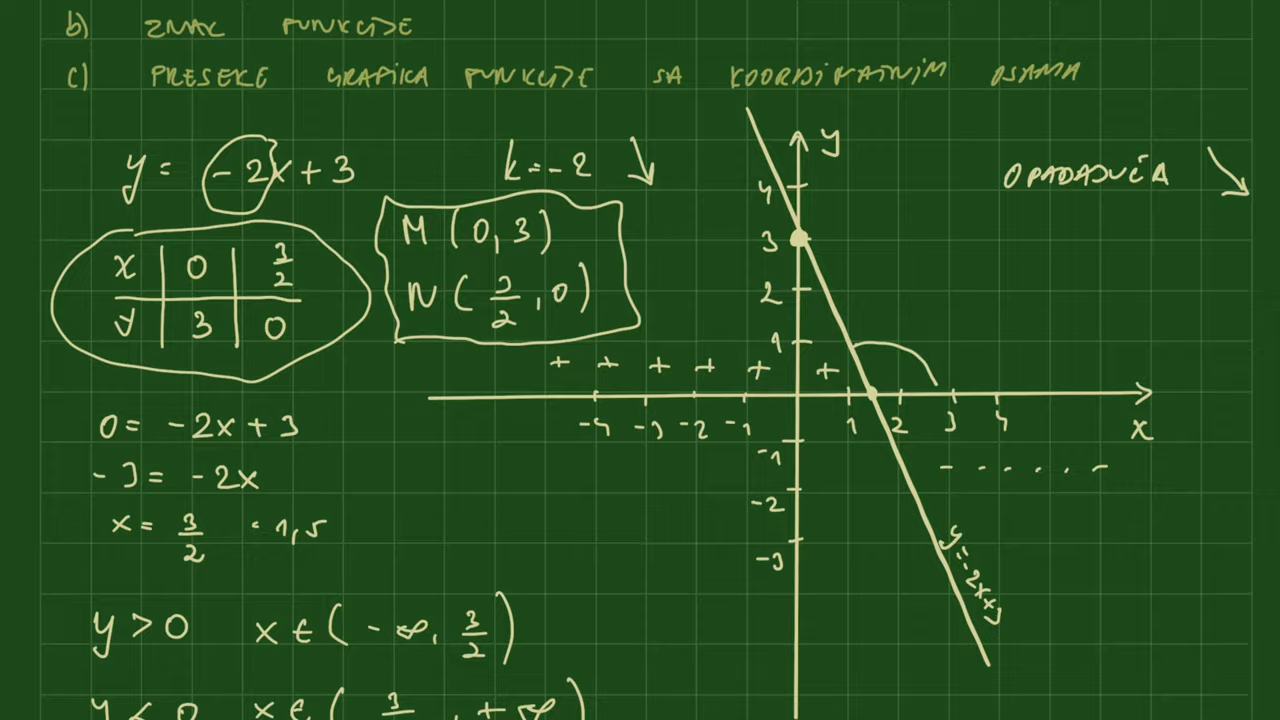 b) ZNAK FUNKCIJE
c) PRESEKE GRAFIKA FUNKCIJE SA KOORDINATNIM OSAMA
y = -2x + 3
k = -2
OPADAJUĆA
x | 0 | 3/2
y | 3 | 0
M (0, 3)
N (3/2, 0)
y
4
3
2
1
+ + + + + +
-4 -3 -2 -1 1 2 3 4 x
-1
-2
-3
- - - - - -
y=-2x+3
0 = -2x + 3
-3 = -2x
x = 3/2 = 1,5
y > 0 x ∈ (-∞, 3/2)
y < 0 x ∈ (3/2, +∞)